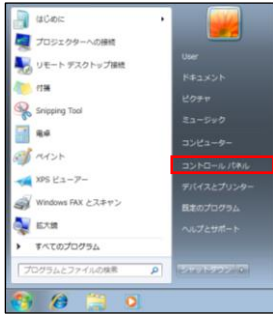 はじめに
プロジェクターへの接続
リモート デスクトップ接続
付箋
Snipping Tool
電卓
ペイント
XPS ビューアー
Windows FAX とスキャン
拡大鏡
すべてのプログラム
プログラムとファイルの検索
User
ドキュメント
ピクチャ
ミュージック
コンピューター
コントロール パネル
デバイスとプリンター
既定のプログラム
ヘルプとサポート